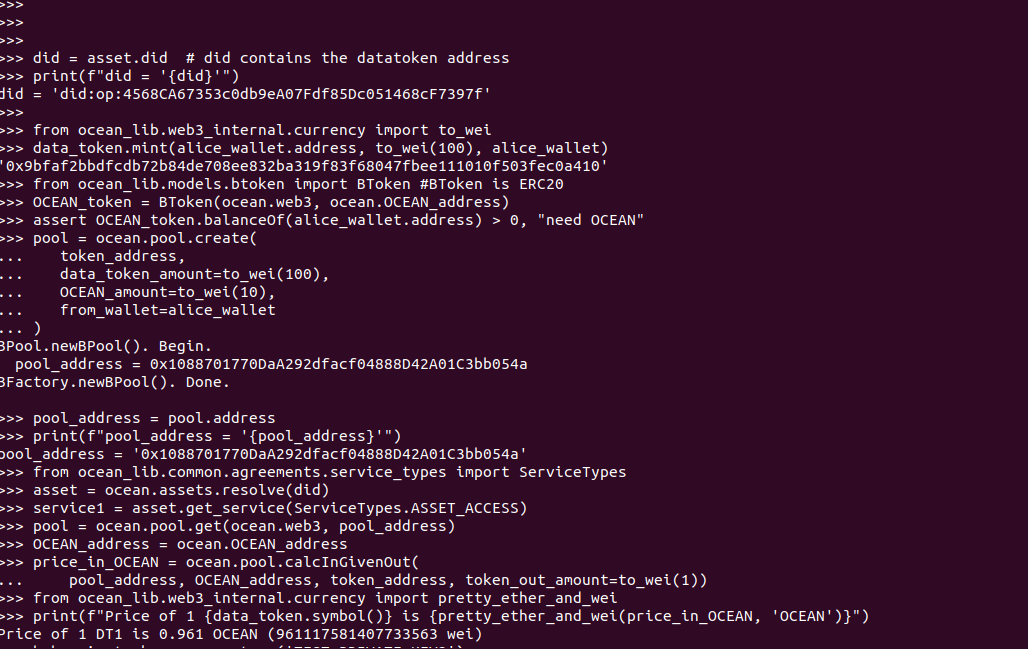 >>>
>>>
>>>
>>> did = asset.did  # did contains the datatoken address
>>> print(f"did = '{did}'")
did = 'did:op:4568CA67353c0db9eA07Fdf85Dc051468cF7397f'
>>>
>>> from ocean_lib.web3_internal.currency import to_wei
>>> data_token.mint(alice_wallet.address, to_wei(100), alice_wallet)
'0x9bfaf2bbdfcdb72b84de708ee832ba319f83f68047fbee111010f503fec0a410'
>>> from ocean_lib.models.btoken import BToken #BToken is ERC20
>>> OCEAN_token = BToken(ocean.web3, ocean.OCEAN_address)
>>> assert OCEAN_token.balanceOf(alice_wallet.address) > 0, "need OCEAN"
>>> pool = ocean.pool.create(
...    token_address,
...    data_token_amount=to_wei(100),
...    OCEAN_amount=to_wei(10),
...    from_wallet=alice_wallet
... )
BPool.newBPool(). Begin.
  pool_address = 0x1088701770DaA292dfacf04888D42A01C3bb054a
BFactory.newBPool(). Done.
>>> pool_address = pool.address
>>> print(f"pool_address = '{pool_address}'")
pool_address = '0x1088701770DaA292dfacf04888D42A01C3bb054a'
>>> from ocean_lib.common.agreements.service_types import ServiceTypes
>>> asset = ocean.assets.resolve(did)
>>> service1 = asset.get_service(ServiceTypes.ASSET_ACCESS)
>>> pool = ocean.pool.get(ocean.web3, pool_address)
>>> OCEAN_address = ocean.OCEAN_address
>>> price_in_OCEAN = ocean.pool.calcInGivenOut(
...     pool_address, OCEAN_address, token_address, token_out_amount=to_wei(1))
>>> from ocean_lib.web3_internal.currency import pretty_ether_and_wei
>>> print(f"Price of 1 {data_token.symbol()} is {pretty_ether_and_wei(price_in_OCEAN, 'OCEAN')}")
Price of 1 DT1 is 0.961 OCEAN (961117581407733563 wei)